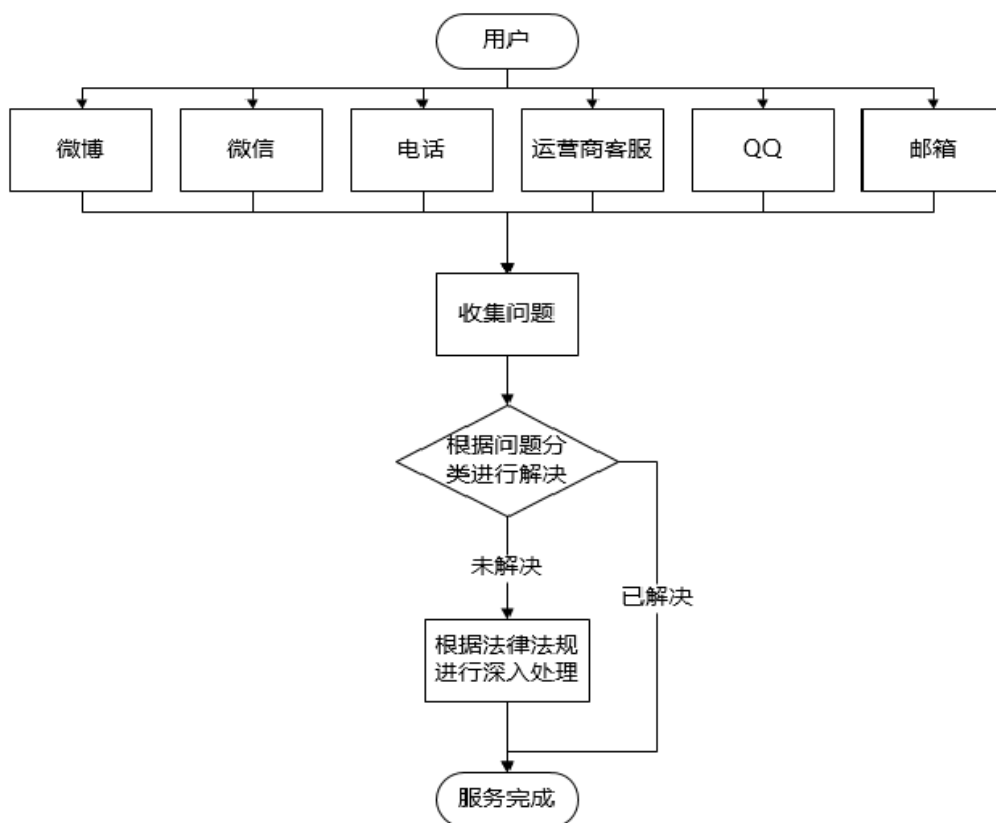 用户
微博
微信
电话
运营商客服
QQ
邮箱
收集问题
根据问题分
类进行解决
未解决
已解决
根据法律法规
进行深入处理
服务完成